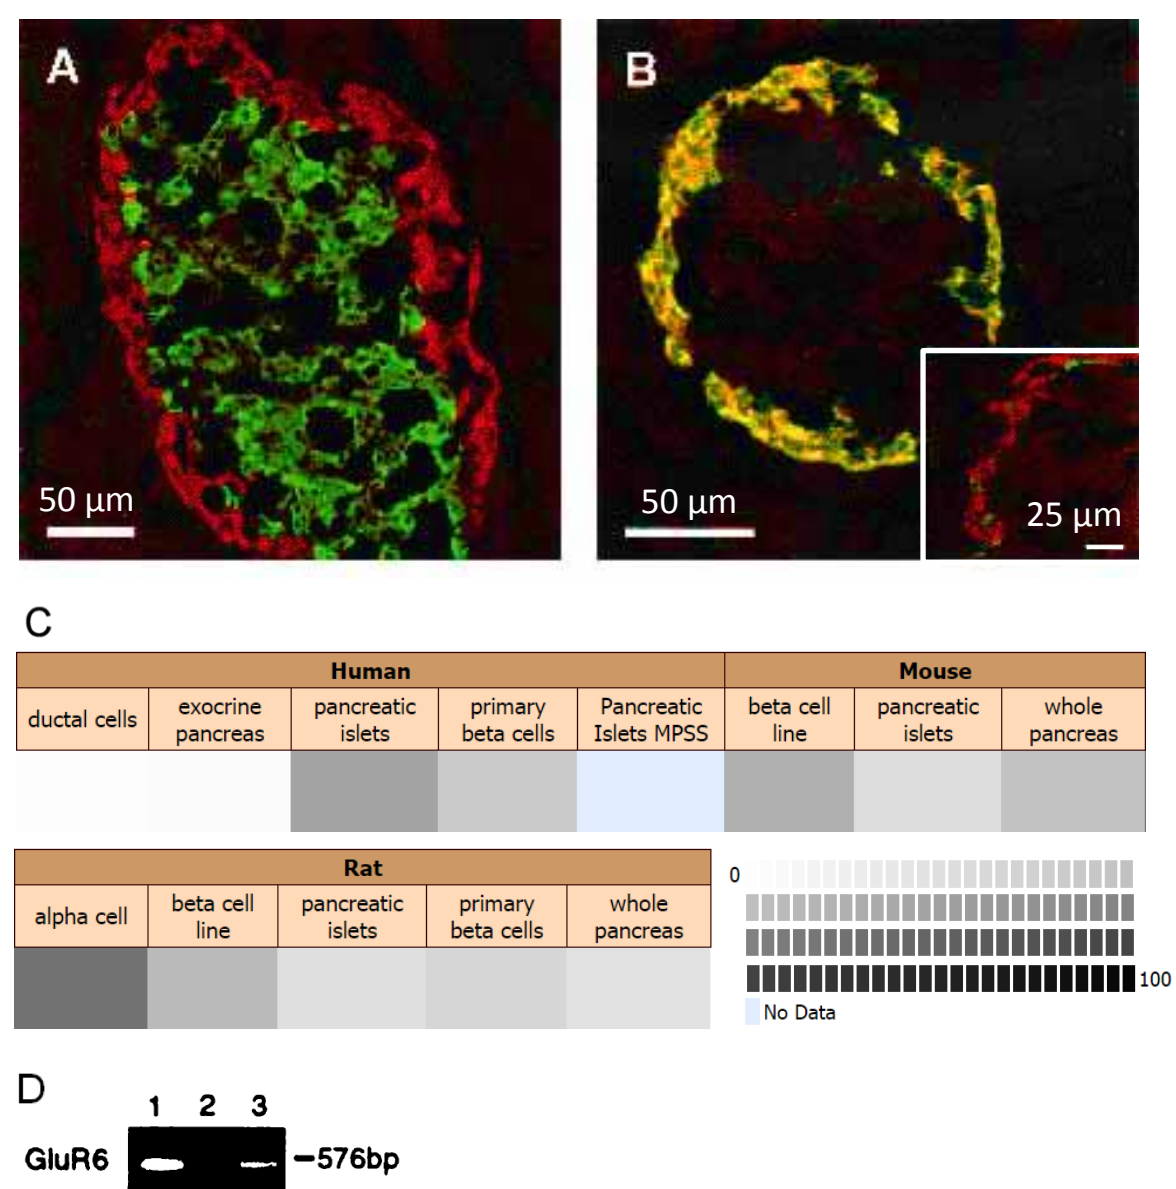 A
B
50 µm
50 µm
25 µm
C
Human
Mouse
ductal cells
exocrine
pancreas
pancreatic
islets
primary
beta cells
Pancreatic
Islets MPSS
beta cell
line
pancreatic
islets
whole
pancreas
Rat
alpha cell
beta cell
line
pancreatic
islets
primary
beta cells
whole
pancreas
0
100
No Data
D
1 2 3
GluR6
–576bp